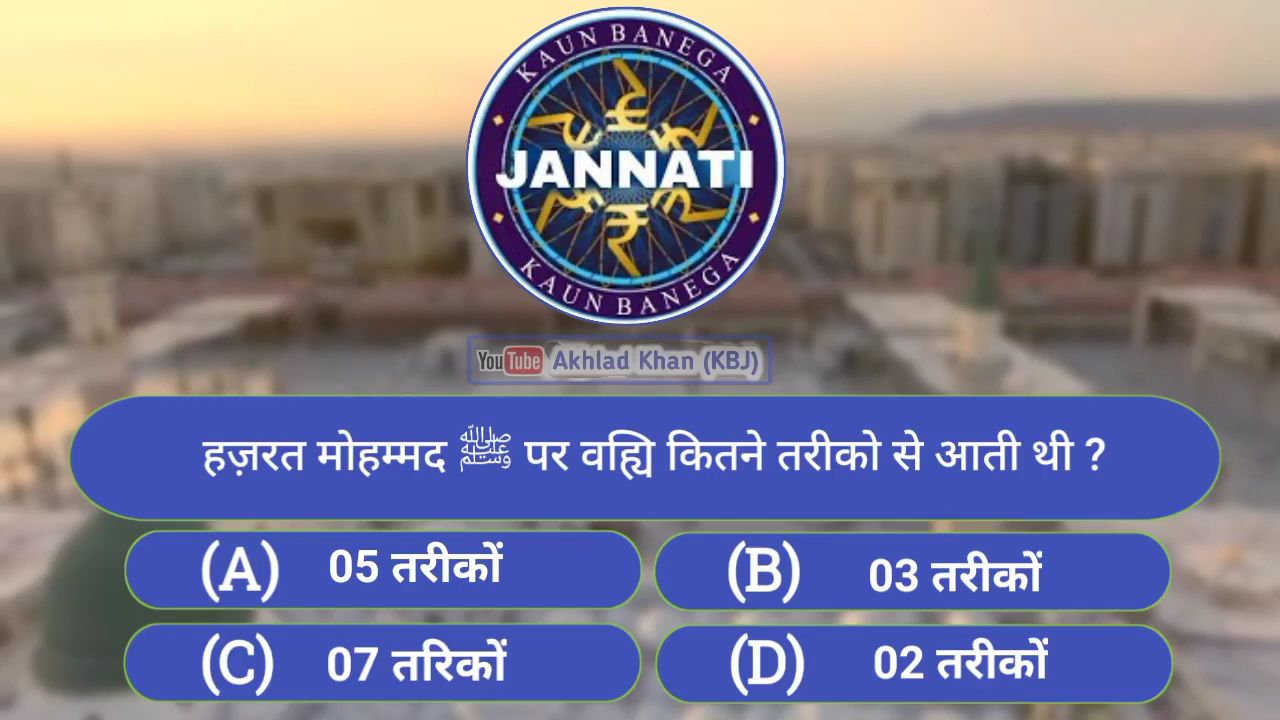 KAUN BANEGA
JANNATI
KAUN BANEGA
YouTube Akhlad Khan (KBJ)
हज़रत मोहम्मद ﷺ पर वह्यि कितने तरीको से आती थी ?
(A) 05 तरीकों
(B) 03 तरीकों
(C) 07 तरिकों
(D) 02 तरीकों